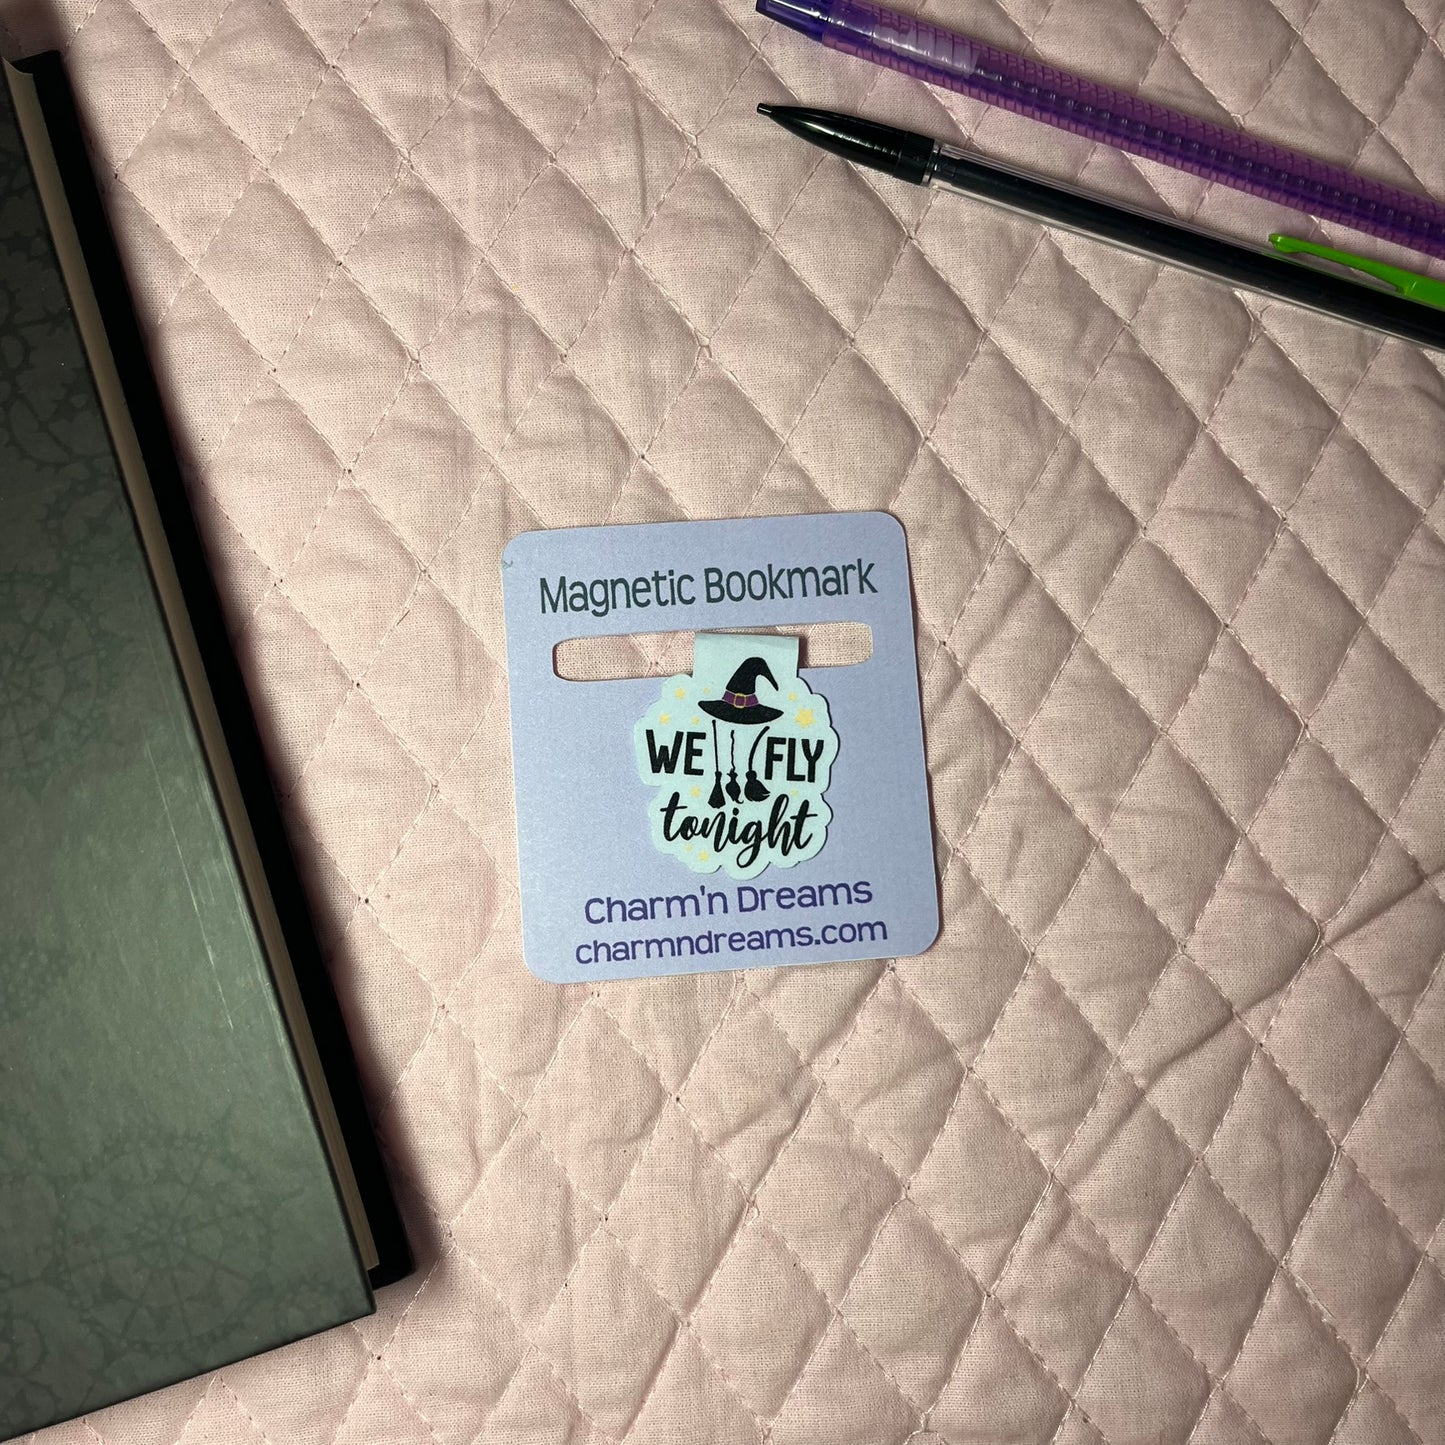 Magnetic Bookmark
WE FLY
tonight
Charm'n Dreams
charmndreams.com